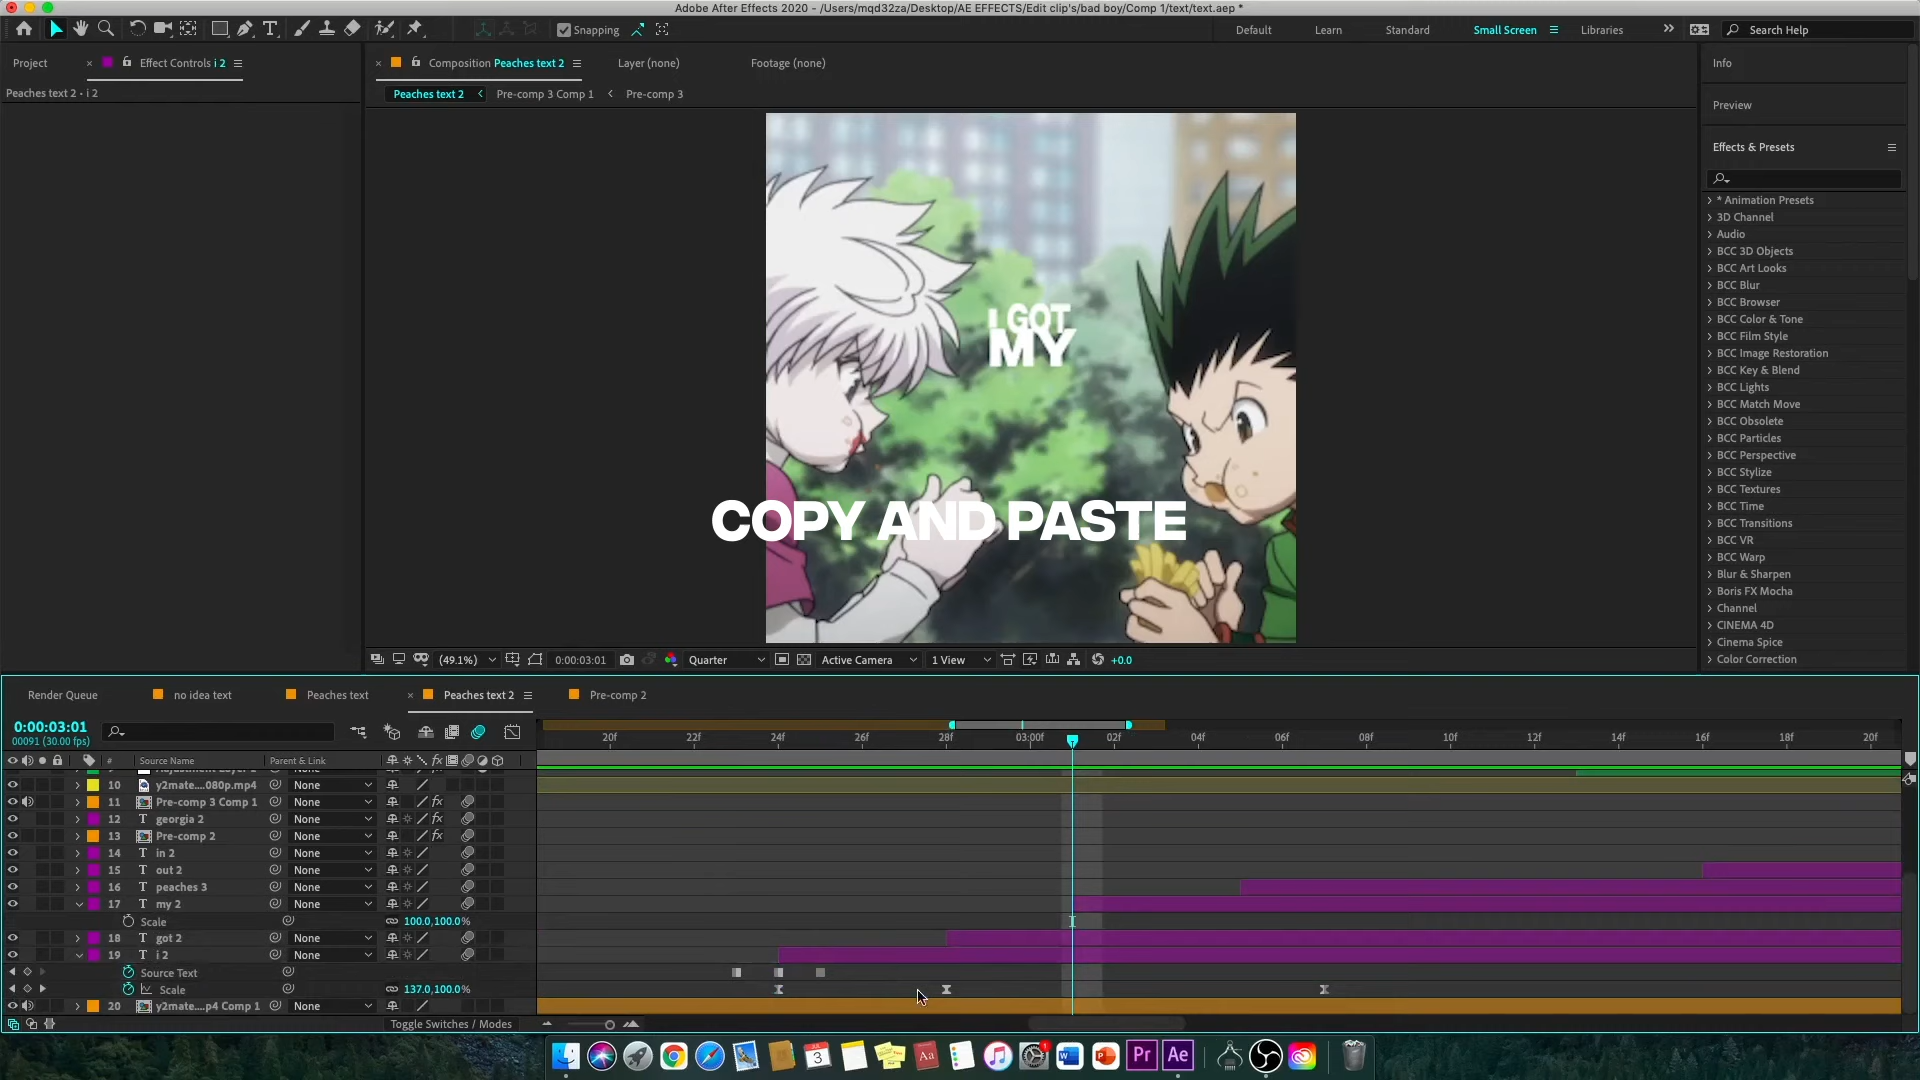 Adobe After Effects 2020 - /Users/mqd32za/Desktop/AE EFFECTS/Edit clip's/bad boy/Comp 1/text/text.aep *
Snapping
Default Learn Standard Small Screen Libraries Search Help
Project Effect Controls i 2
Peaches text 2 • i 2
Composition Peaches text 2 Layer (none) Footage (none)
Peaches text 2 Pre-comp 3 Comp 1 Pre-comp 3
Info
Preview
Effects & Presets
* Animation Presets
3D Channel
Audio
BCC 3D Objects
BCC Art Looks
BCC Blur
BCC Browser
BCC Color & Tone
BCC Film Style
BCC Image Restoration
BCC Key & Blend
BCC Lights
BCC Match Move
BCC Obsolete
BCC Particles
BCC Perspective
BCC Stylize
BCC Textures
BCC Time
BCC Transitions
BCC VR
BCC Warp
Blur & Sharpen
Boris FX Mocha
Channel
CINEMA 4D
Cinema Spice
Color Correction
I GOT
MY
COPY AND PASTE
(49.1%) 0:00:03:01 Quarter Active Camera 1 View +0.0
Render Queue no idea text Peaches text Peaches text 2 Pre-comp 2
0:00:03:01
00091 (30.00 fps)
20f 22f 24f 26f 28f 03:00f 02f 04f 06f 08f 10f 12f 14f 16f 18f 20f
# Source Name Parent & Link
10 y2mate....080p.mp4 None
11 Pre-comp 3 Comp 1 None
12 T georgia 2 None
13 Pre-comp 2 None
14 T in 2 None
15 T out 2 None
16 T peaches 3 None
17 T my 2 None
Scale 100.0,100.0%
18 T got 2 None
19 T i 2 None
Source Text
Scale 137.0,100.0%
20 y2mate....p4 Comp 1 None
Toggle Switches / Modes
JUL
3
Aa
1
W
P
Pr
Ae